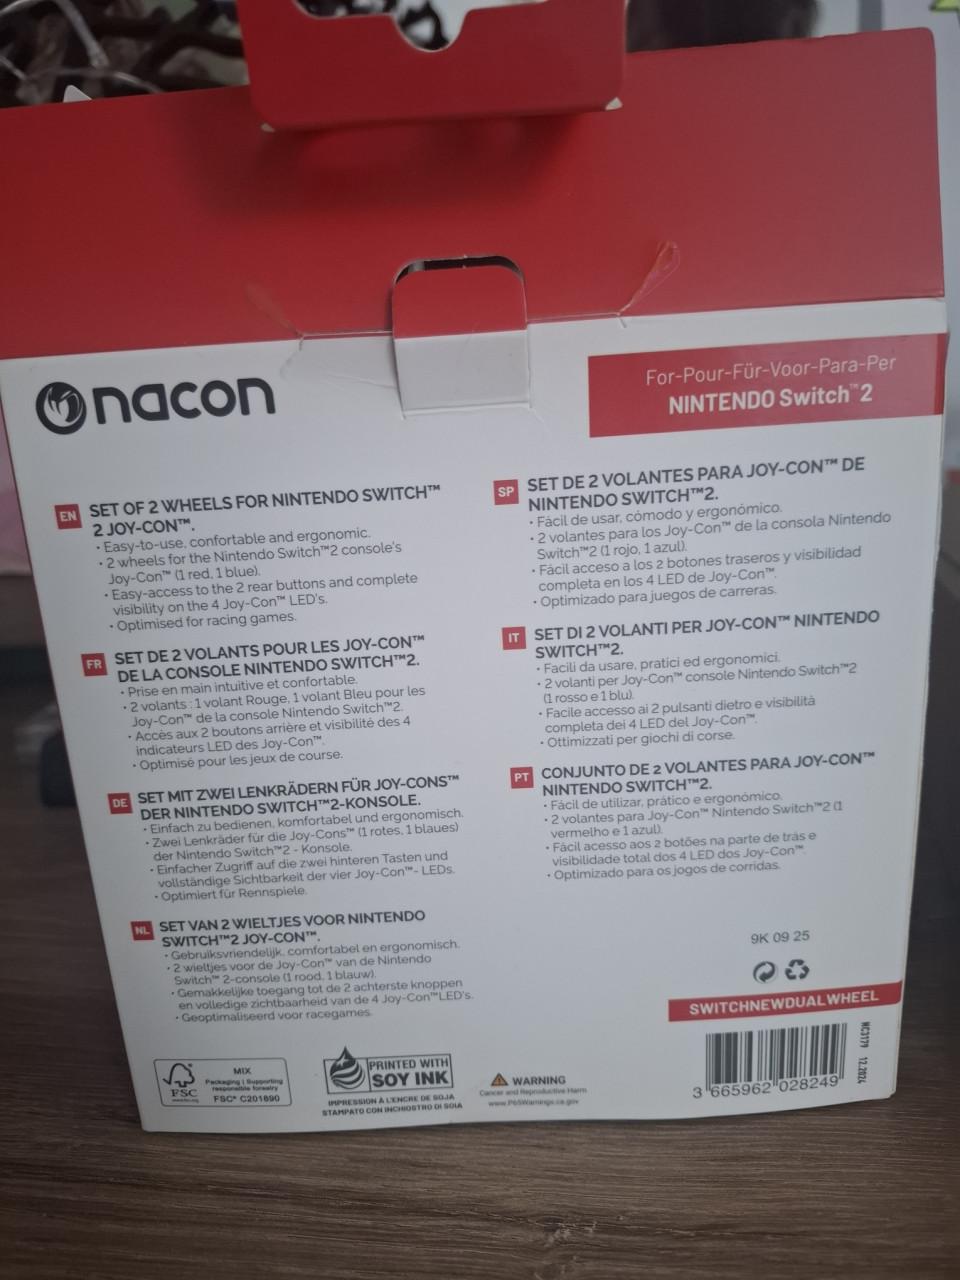 nacon
For-Pour-Für-Voor-Para-Per
NINTENDO Switch™2
EN
SET OF 2 WHEELS FOR NINTENDO SWITCH™
2 JOY-CON™.
• Easy-to-use, confortable and ergonomic.
• 2 wheels for the Nintendo Switch™2 console's
Joy-Con™ (1 red, 1 blue).
• Easy-access to the 2 rear buttons and complete
visibility on the 4 Joy-Con™ LED's.
• Optimised for racing games.
FR
SET DE 2 VOLANTS POUR LES JOY-CON™
DE LA CONSOLE NINTENDO SWITCH™2.
• Prise en main intuitive et confortable.
• 2 volants : 1 volant Rouge, 1 volant Bleu pour les
Joy-Con™ de la console Nintendo Switch™2.
• Accès aux 2 boutons arrière et visibilité des 4
indicateurs LED des Joy-Con™.
• Optimisé pour les jeux de course.
DE
SET MIT ZWEI LENKRÄDERN FÜR JOY-CONS™
DER NINTENDO SWITCH™2-KONSOLE.
• Einfach zu bedienen, komfortabel und ergonomisch.
• Zwei Lenkräder für die Joy-Cons™ (1 rotes, 1 blaues)
der Nintendo Switch™2 - Konsole.
• Einfacher Zugriff auf die zwei hinteren Tasten und
vollständige Sichtbarkeit der vier Joy-Con™- LEDs.
• Optimiert für Rennspiele.
NL
SET VAN 2 WIELTJES VOOR NINTENDO
SWITCH™2 JOY-CON™.
• Gebruiksvriendelijk, comfortabel en ergonomisch.
• 2 wieltjes voor de Joy-Con™ van de Nintendo
Switch™ 2-console (1 rood, 1 blauw).
• Gemakkelijke toegang tot de 2 achterste knoppen
en volledige zichtbaarheid van de 4 Joy-Con™LED's.
• Geoptimaliseerd voor racegames.
SP
SET DE 2 VOLANTES PARA JOY-CON™ DE
NINTENDO SWITCH™2.
• Fácil de usar, cómodo y ergonómico.
• 2 volantes para los Joy-Con™ de la consola Nintendo
Switch™2 (1 rojo, 1 azul).
• Fácil acceso a los 2 botones traseros y visibilidad
completa en los 4 LED de Joy-Con™.
• Optimizado para juegos de carreras.
IT
SET DI 2 VOLANTI PER JOY-CON™ NINTENDO
SWITCH™2.
• Facili da usare, pratici ed ergonomici.
• 2 volanti per Joy-Con™ console Nintendo Switch™2
(1 rosso e 1 blu).
• Facile accesso ai 2 pulsanti dietro e visibilità
completa dei 4 LED del Joy-Con™.
• Ottimizzati per giochi di corse.
PT
CONJUNTO DE 2 VOLANTES PARA JOY-CON™
NINTENDO SWITCH™2.
• Fácil de utilizar, prático e ergonómico.
• 2 volantes para Joy-Con™ Nintendo Switch™2 (1
vermelho e 1 azul).
• Fácil acesso aos 2 botões na parte de trás e
visibilidade total dos 4 LED dos Joy-Con™.
• Optimizado para os jogos de corridas.
9K 09 25
SWITCHNEWDUALWHEEL
NC3179 12.2024
3 665962 028249
FSC
www.fsc.org
MIX
Packaging | Supporting
responsible forestry
FSC® C201890
PRINTED WITH
SOY INK
IMPRESSION À L'ENCRE DE SOJA
STAMPATO CON INCHIOSTRO DI SOIA
WARNING
Cancer and Reproductive Harm
www.P65Warnings.ca.gov